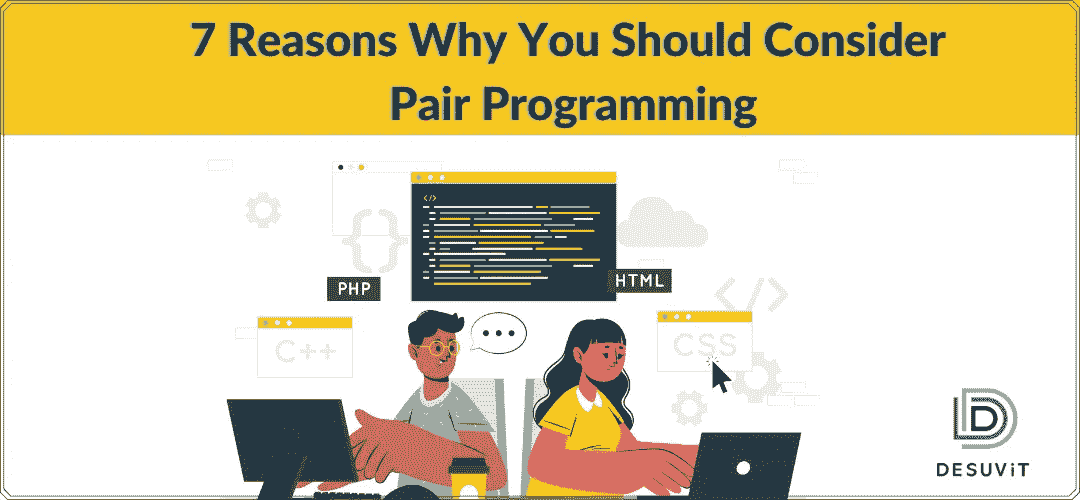 7 Reasons Why You Should Consider
Pair Programming
</>
{}
PHP
HTML
</>
C++
CSS
DESUViT